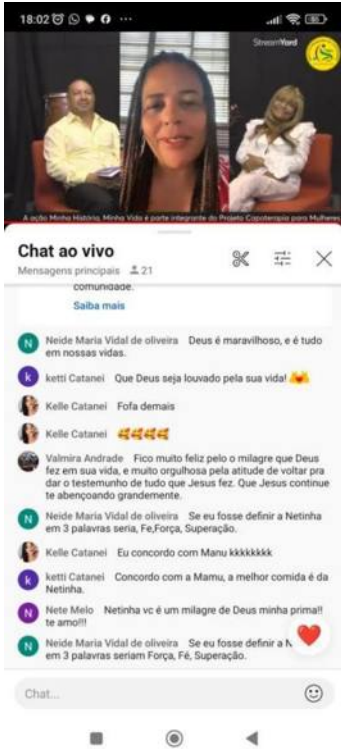 18:02
StreamYard
A ação Minha História, Minha Vida é parte integrante do Projeto Capoterapia para Mulheres
Chat ao vivo
Mensagens principais 21
comunidade.
Saiba mais
N Neide Maria Vidal de oliveira Deus é maravilhoso, e é tudo
em nossas vidas.
k ketti Catanei Que Deus seja louvado pela sua vida!
Kelle Catanei Fofa demais
Kelle Catanei 🥰🥰🥰🥰
Valmira Andrade Fico muito feliz pelo o milagre que Deus
fez em sua vida, e muito orgulhosa pela atitude de voltar pra
dar o testemunho de tudo que Jesus fez. Que Jesus continue
te abençoando grandemente.
N Neide Maria Vidal de oliveira Se eu fosse definir a Netinha
em 3 palavras seria, Fe,Força, Superação.
Kelle Catanei Eu concordo com Manu kkkkkkkk
k ketti Catanei Concordo com a Mamu, a melhor comida é da
Netinha.
N Nete Melo Netinha vc é um milagre de Deus minha prima!!
te amo!!!
N Neide Maria Vidal de oliveira Se eu fosse definir a N
em 3 palavras seriam Força, Fé, Superação.
Chat...